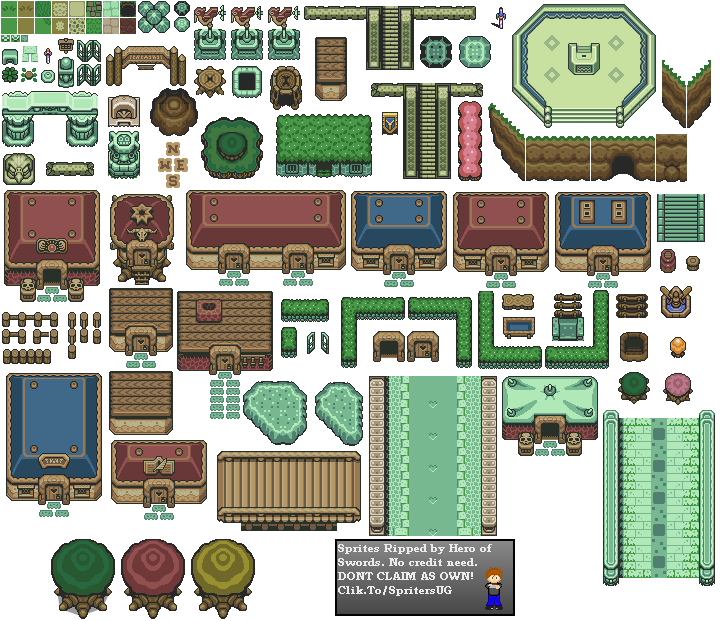 N
W E S
Sprites Ripped by Hero of
Swords. No credit need.
DONT CLAIM AS OWN!
Clik.To/SpritersUG